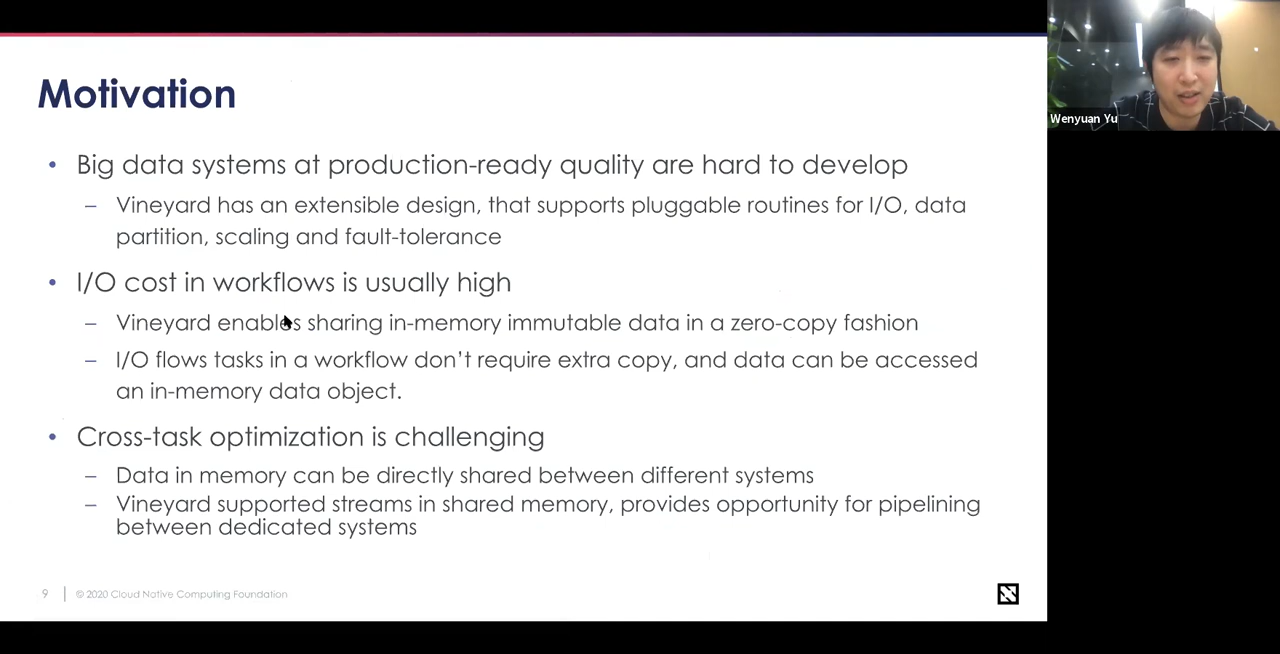 Motivation
• Big data systems at production-ready quality are hard to develop
– Vineyard has an extensible design, that supports pluggable routines for I/O, data
partition, scaling and fault-tolerance
• I/O cost in workflows is usually high
– Vineyard enables sharing in-memory immutable data in a zero-copy fashion
– I/O flows tasks in a workflow don’t require extra copy, and data can be accessed
an in-memory data object.
• Cross-task optimization is challenging
– Data in memory can be directly shared between different systems
– Vineyard supported streams in shared memory, provides opportunity for pipelining
between dedicated systems
9 | © 2020 Cloud Native Computing Foundation
Wenyuan Yu